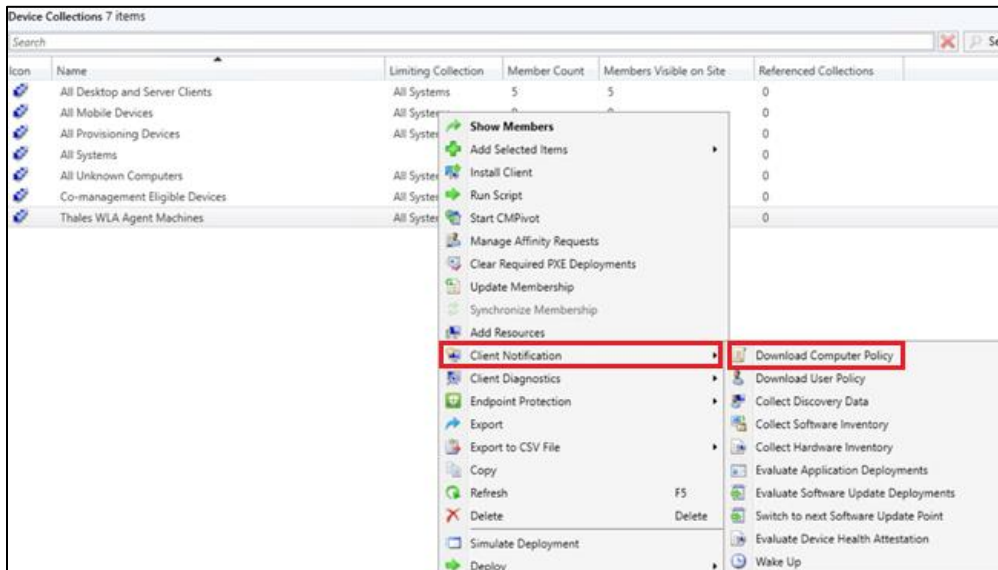 Device Collections 7 items
Search Se
Icon Name Limiting Collection Member Count Members Visible on Site Referenced Collections
All Desktop and Server Clients All Systems 5 5 0
All Mobile Devices 0
All Provisioning Devices 0
All Systems 0
All Unknown Computers 0
Co-management Eligible Devices 0
Thales WLA Agent Machines 0
Show Members
Add Selected Items
Install Client
Run Script
Start CMPivot
Manage Affinity Requests
Clear Required PXE Deployments
Update Membership
Synchronize Membership
Add Resources
Client Notification
Client Diagnostics
Endpoint Protection
Export
Export to CSV File
Copy
Refresh F5
Delete Delete
Simulate Deployment
Deploy
Download Computer Policy
Download User Policy
Collect Discovery Data
Collect Software Inventory
Collect Hardware Inventory
Evaluate Application Deployments
Evaluate Software Update Deployments
Switch to next Software Update Point
Evaluate Device Health Attestation
Wake Up